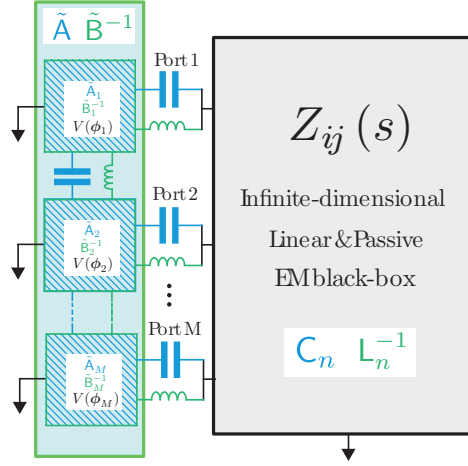 Ã B̃⁻¹
Port 1
Ã₁
B̃₁⁻¹
V(ϕ₁)
Port 2
Ã₂
B̃₂⁻¹
V(ϕ₂)
Port M
Ã_M
B̃_M⁻¹
V(ϕ_M)
Z_ij (s)
Infinite-dimensional
Linear & Passive
EM black-box
C_n L_n⁻¹